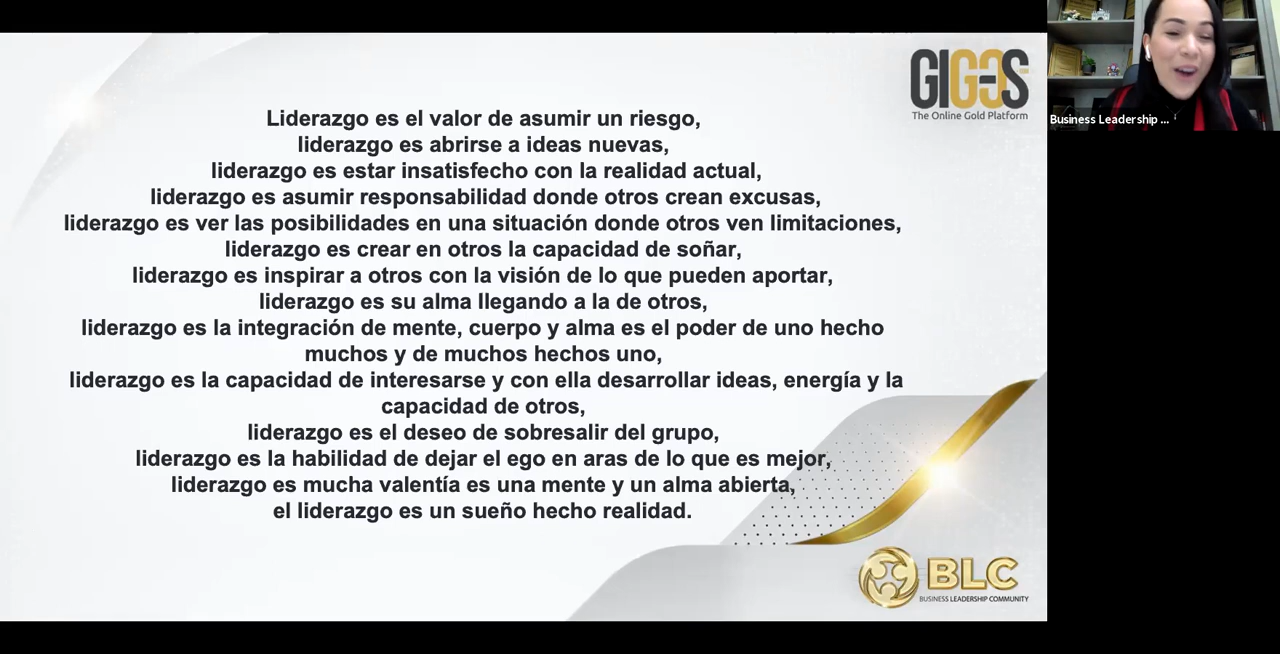 GIGOS
The Online Gold Platform
Business Leadership ...
Liderazgo es el valor de asumir un riesgo,
liderazgo es abrirse a ideas nuevas,
liderazgo es estar insatisfecho con la realidad actual,
liderazgo es asumir responsabilidad donde otros crean excusas,
liderazgo es ver las posibilidades en una situación donde otros ven limitaciones,
liderazgo es crear en otros la capacidad de soñar,
liderazgo es inspirar a otros con la visión de lo que pueden aportar,
liderazgo es su alma llegando a la de otros,
liderazgo es la integración de mente, cuerpo y alma es el poder de uno hecho
muchos y de muchos hechos uno,
liderazgo es la capacidad de interesarse y con ella desarrollar ideas, energía y la
capacidad de otros,
liderazgo es el deseo de sobresalir del grupo,
liderazgo es la habilidad de dejar el ego en aras de lo que es mejor,
liderazgo es mucha valentía es una mente y un alma abierta,
el liderazgo es un sueño hecho realidad.
BLC
BUSINESS LEADERSHIP COMMUNITY